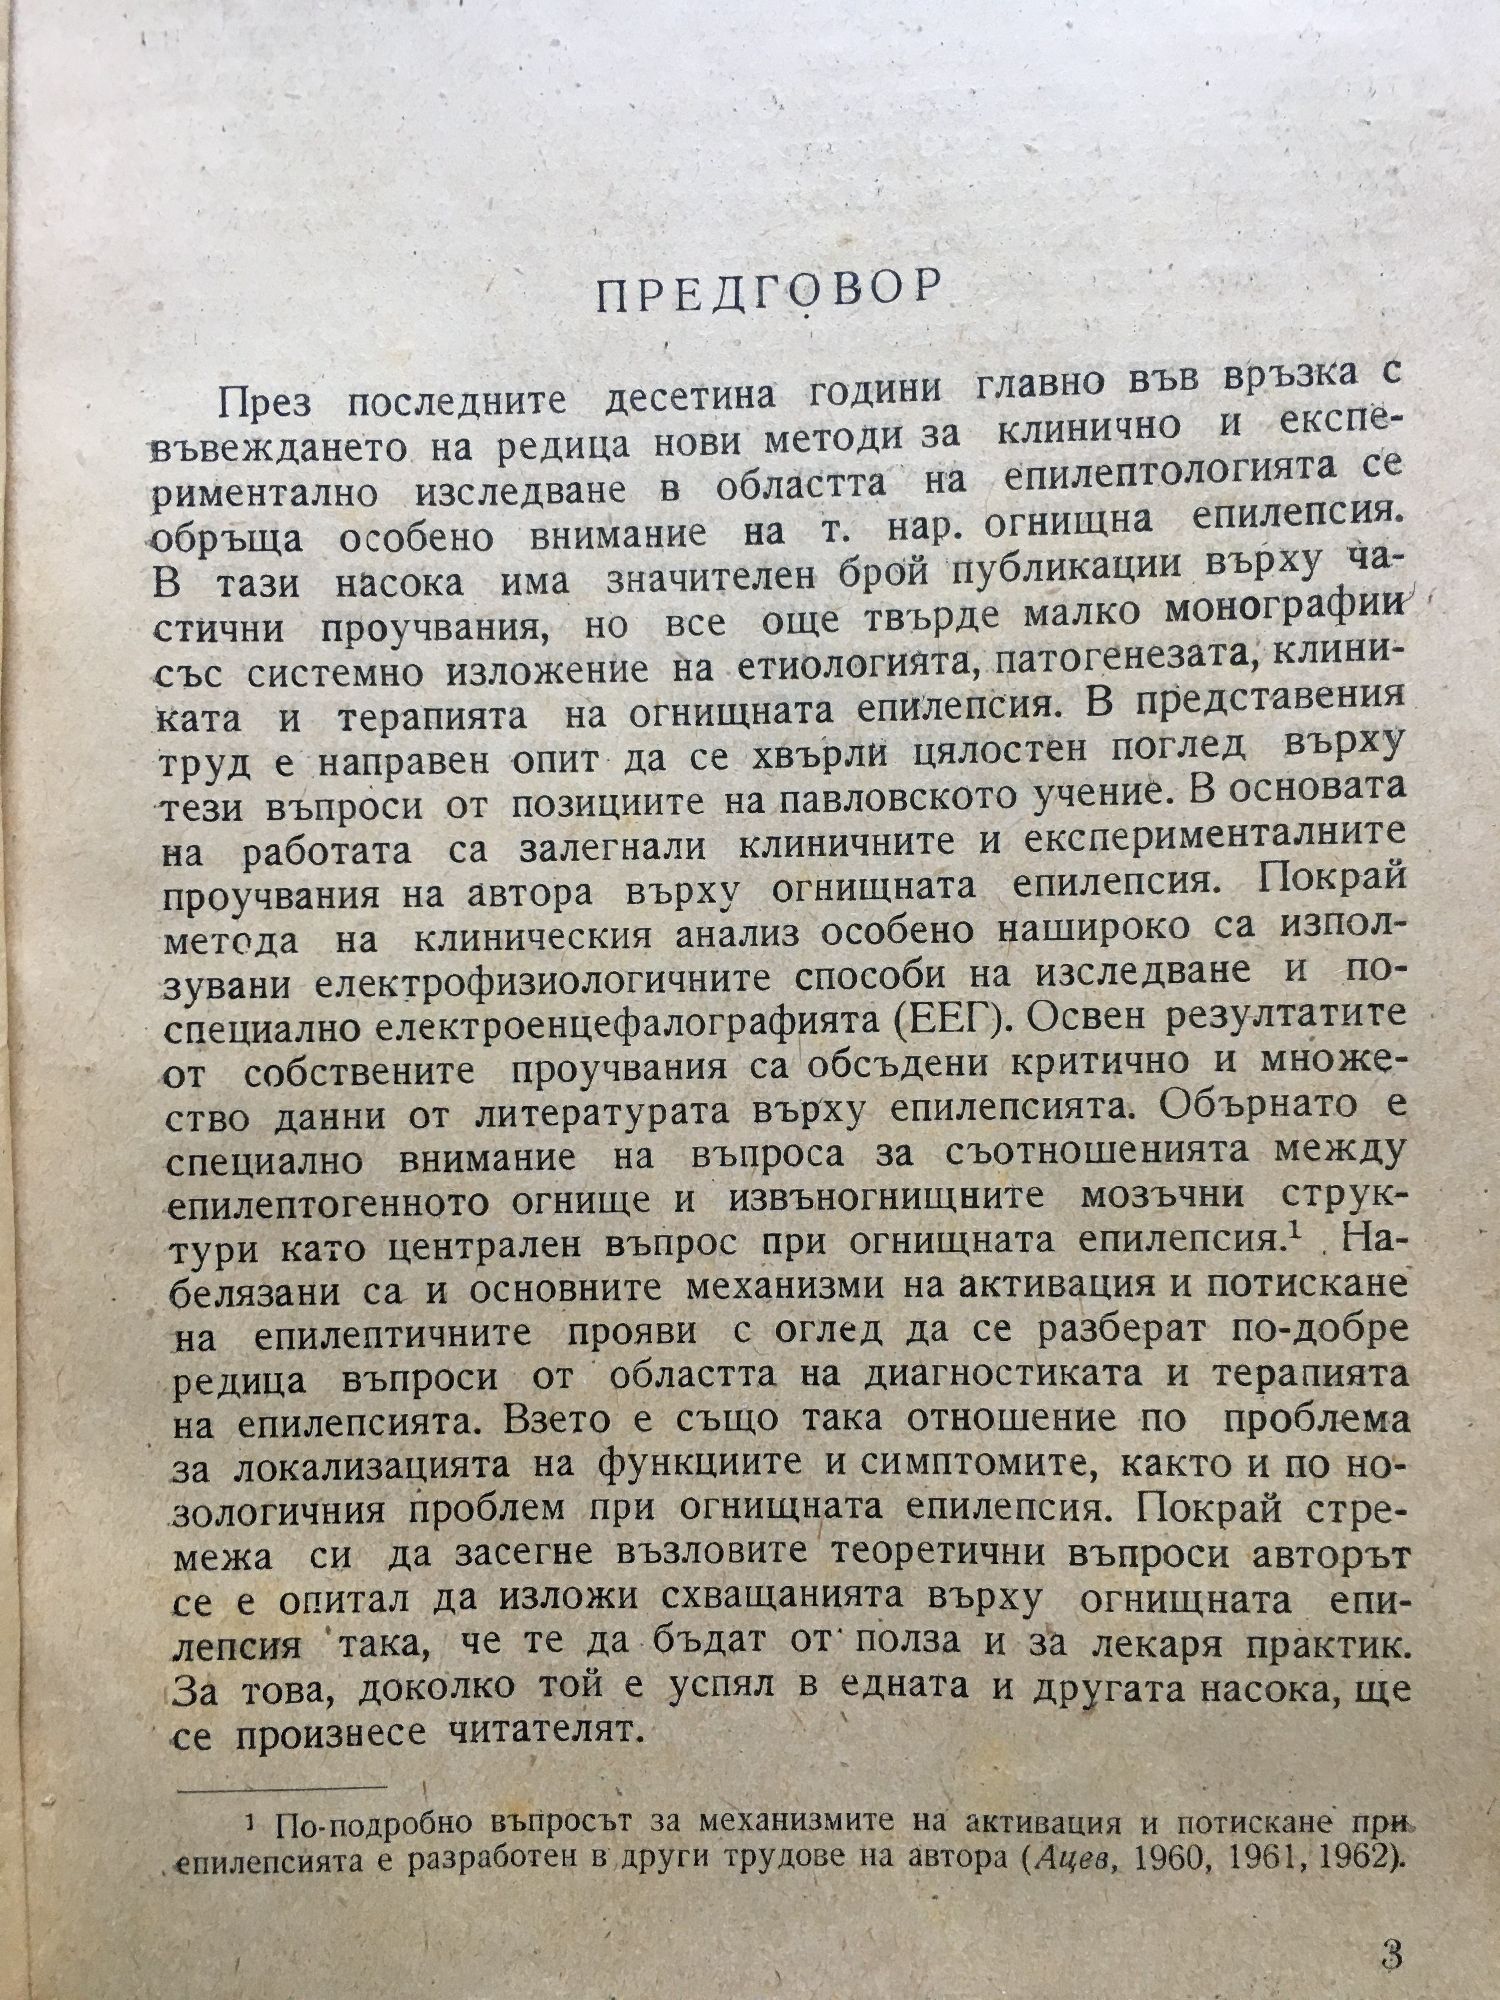 ПРЕДГОВОР
През последните десетина години главно във връзка с
въвеждането на редица нови методи за клинично и експе-
риментално изследване в областта на епилептологията се
обръща особено внимание на т. нар. огнищна епилепсия.
В тази насока има значителен брой публикации върху ча-
стични проучвания, но все още твърде малко монографии
със системно изложение на етиологията, патогенезата, клини-
ката и терапията на огнищната епилепсия. В представения
труд е направен опит да се хвърли цялостен поглед върху
тези въпроси от позициите на павловското учение. В основата
на работата са залегнали клиничните и експерименталните
проучвания на автора върху огнищната епилепсия. Покрай
метода на клиническия анализ особено нашироко са изпол-
зувани електрофизиологичните способи на изследване и по-
специално електроенцефалографията (ЕЕГ). Освен резултатите
от собствените проучвания са обсъдени критично и множе-
ство данни от литературата върху епилепсията. Обърнато е
специално внимание на въпроса за съотношенията между
епилептогенното огнище и извъногнищните мозъчни струк-
тури като централен въпрос при огнищната епилепсия.¹ На-
белязани са и основните механизми на активация и потискане
на епилептичните прояви с оглед да се разберат по-добре
редица въпроси от областта на диагностиката и терапията
на епилепсията. Взето е също така отношение по проблема
за локализацията на функциите и симптомите, както и по но-
зологичния проблем при огнищната епилепсия. Покрай стре-
межа си да засегне възловите теоретични въпроси авторът
се е опитал да изложи схващанията върху огнищната епи-
лепсия така, че те да бъдат от полза и за лекаря практик.
За това, доколко той е успял в едната и другата насока, ще
се произнесе читателят.
¹ По-подробно въпросът за механизмите на активация и потискане при
епилепсията е разработен в други трудове на автора (Ацев, 1960, 1961, 1962).
3